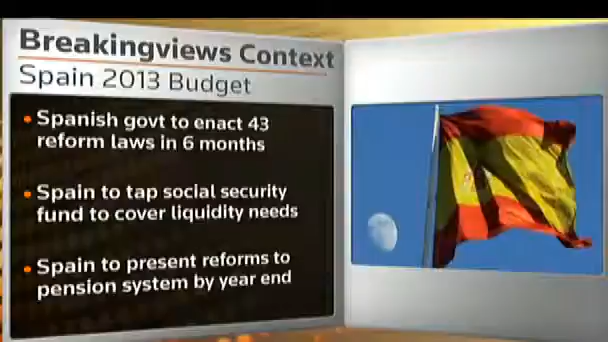 Breakingviews Context
Spain 2013 Budget
• Spanish govt to enact 43
reform laws in 6 months
• Spain to tap social security
fund to cover liquidity needs
• Spain to present reforms to
pension system by year end